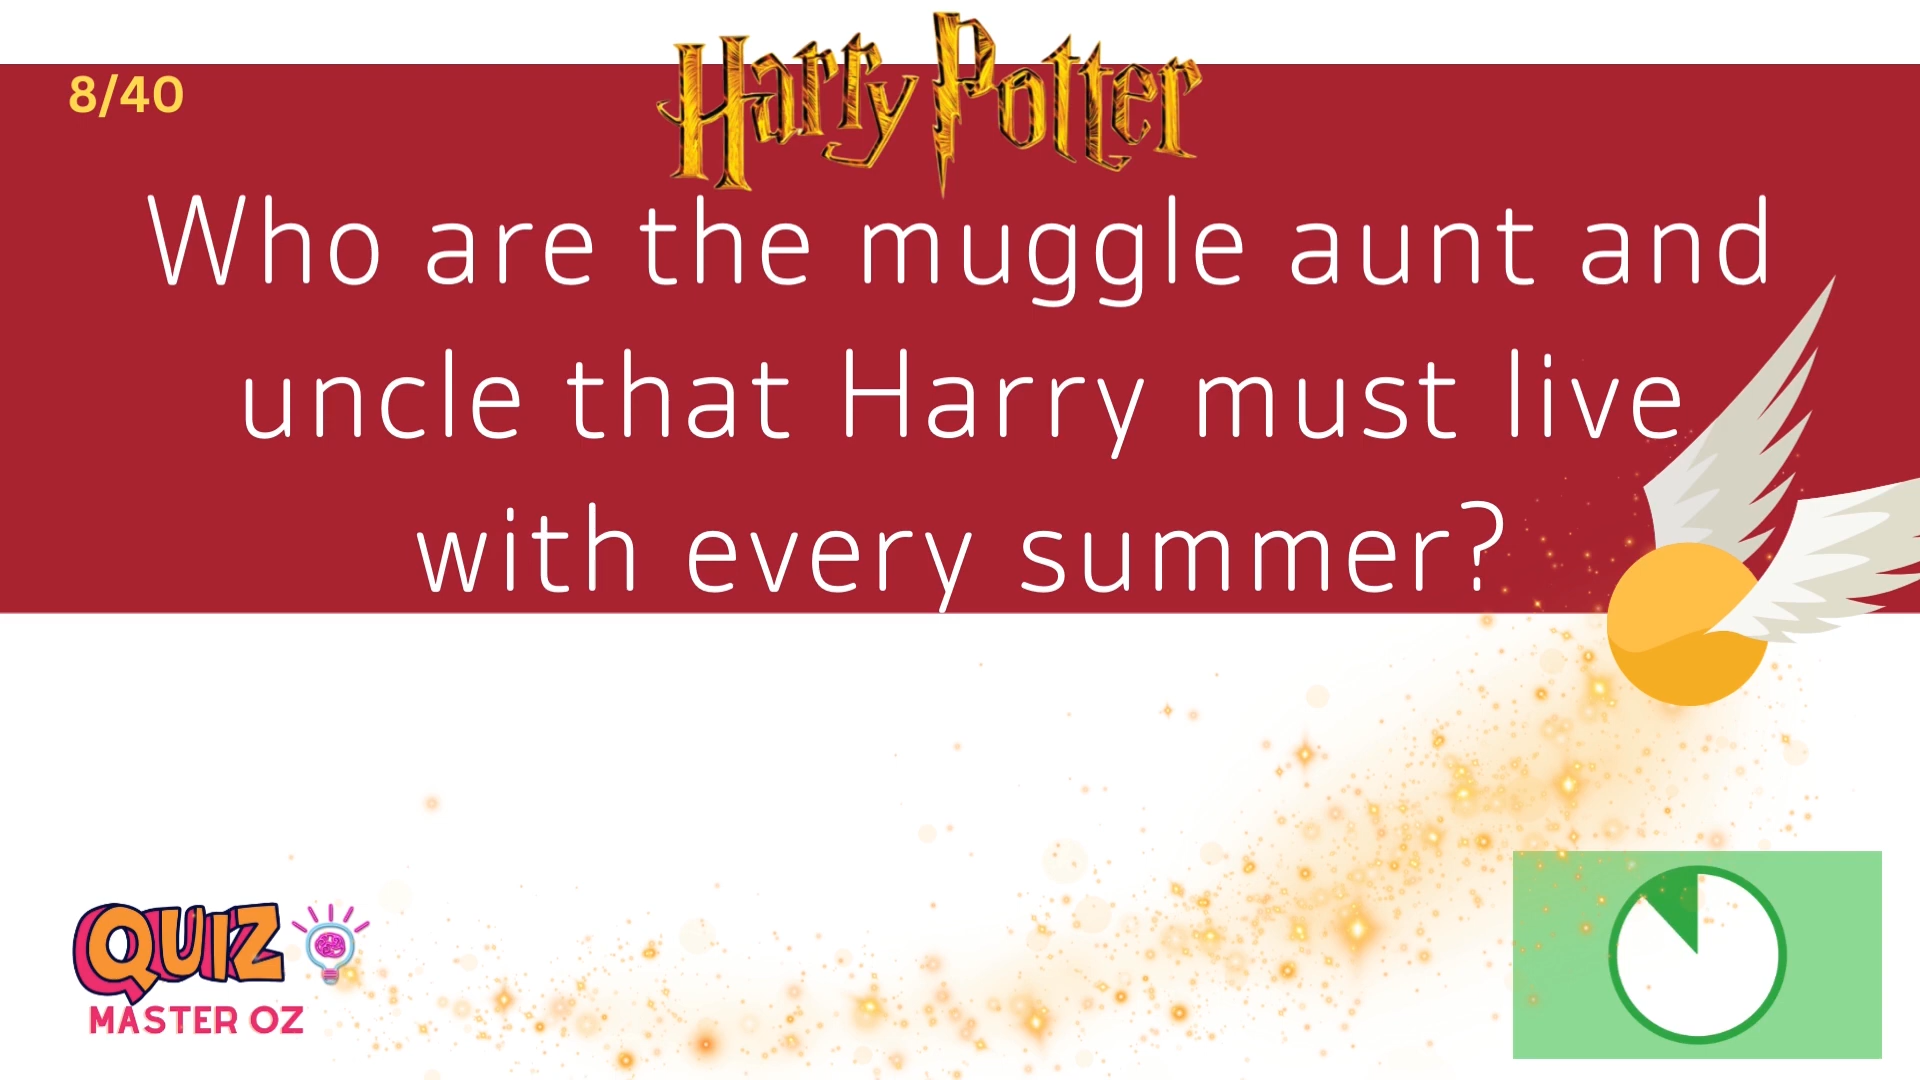 Harry Potter
8/40
Who are the muggle aunt and
uncle that Harry must live
with every summer?
QUIZ
MASTER OZ